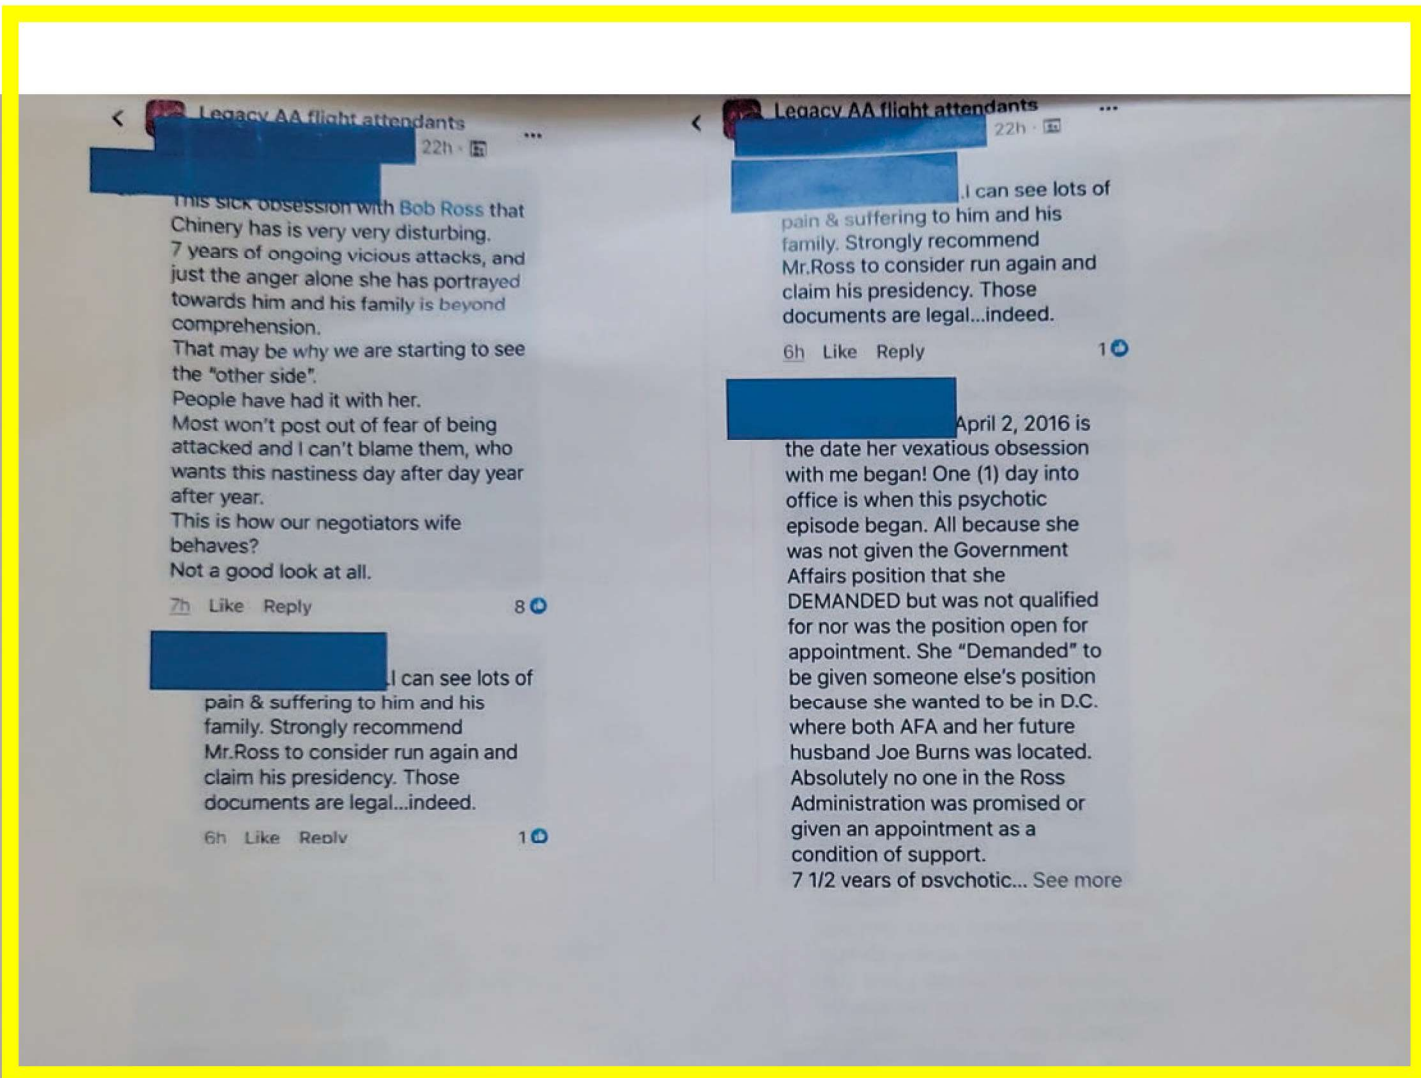 Legacy AA flight attendants
22h
This sick obsession with Bob Ross that
Chinery has is very very disturbing.
7 years of ongoing vicious attacks, and
just the anger alone she has portrayed
towards him and his family is beyond
comprehension.
That may be why we are starting to see
the "other side".
People have had it with her.
Most won't post out of fear of being
attacked and I can't blame them, who
wants this nastiness day after day year
after year.
This is how our negotiators wife
behaves?
Not a good look at all.
7h Like Reply 8
.I can see lots of
pain & suffering to him and his
family. Strongly recommend
Mr.Ross to consider run again and
claim his presidency. Those
documents are legal...indeed.
6h Like Reply 1
Legacy AA flight attendants
22h
.I can see lots of
pain & suffering to him and his
family. Strongly recommend
Mr.Ross to consider run again and
claim his presidency. Those
documents are legal...indeed.
6h Like Reply 1
April 2, 2016 is
the date her vexatious obsession
with me began! One (1) day into
office is when this psychotic
episode began. All because she
was not given the Government
Affairs position that she
DEMANDED but was not qualified
for nor was the position open for
appointment. She "Demanded" to
be given someone else's position
because she wanted to be in D.C.
where both AFA and her future
husband Joe Burns was located.
Absolutely no one in the Ross
Administration was promised or
given an appointment as a
condition of support.
7 1/2 years of psychotic... See more